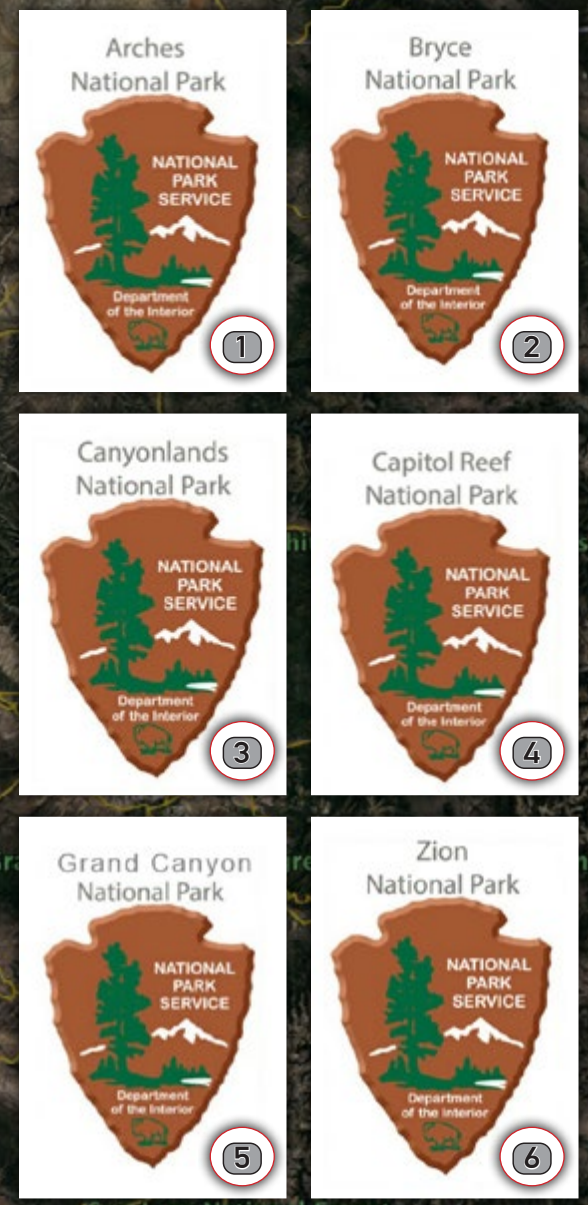 Arches
National Park
NATIONAL
PARK
SERVICE
Department
of the Interior
1
Bryce
National Park
NATIONAL
PARK
SERVICE
Department
of the Interior
2
Canyonlands
National Park
NATIONAL
PARK
SERVICE
Department
of the Interior
3
Capitol Reef
National Park
NATIONAL
PARK
SERVICE
Department
of the Interior
4
Grand Canyon
National Park
NATIONAL
PARK
SERVICE
Department
of the Interior
5
Zion
National Park
NATIONAL
PARK
SERVICE
Department
of the Interior
6